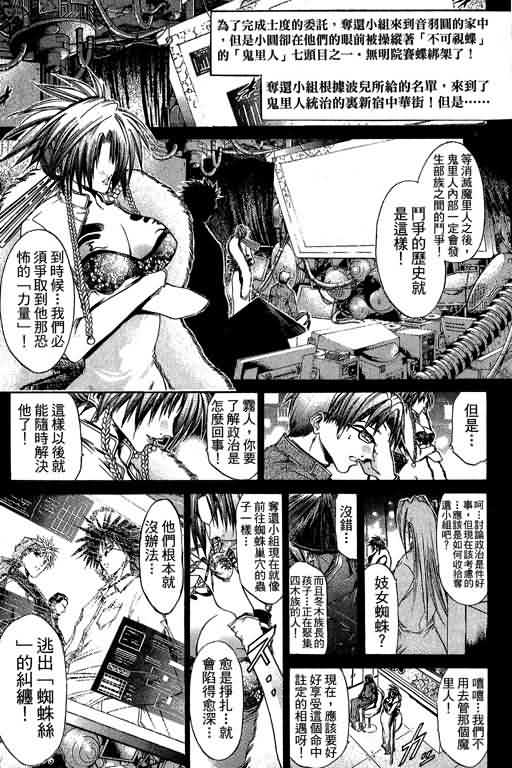 為了完成士度的委託，奪還小組來到音羽圓的家中
，但是小圓卻在他們的眼前被操縱著「不可視蝶」
的「鬼里人」七頭目之一‧無明院賽蝶綁架了！
奪還小組根據波兒所給的名單，來到了
鬼里人統治的裏新宿中華街！但是……
等消滅魔里人之後，
鬼里人內部一定會發
生部族之間的鬥爭！
鬥爭的歷史就
是這樣！
到時候…我們必
須爭取到他那恐
怖的「力量」！
但是…
霧人，你要
了解政治是
怎麼回事！
這樣以後就
能隨時解決
他了！
呵…討論政治是件好
事，但現在該考慮的
…應該是如何收拾奪
還小組吧？
妓女蜘蛛？
沒錯…
而且冬木族長的
孩子…正在聚集
四木族的人…
奪還小組現在就像
前往蜘蛛巢穴的蟲
子一樣…
他們根本就
沒辦法…
嘻嘻…我們不
用去管那個魔
里人！
現在，應該要好
好享受這個命中
註定的相遇呀！
愈是掙扎…就
會陷得愈深…
逃出「蜘蛛絲
」的糾纏！